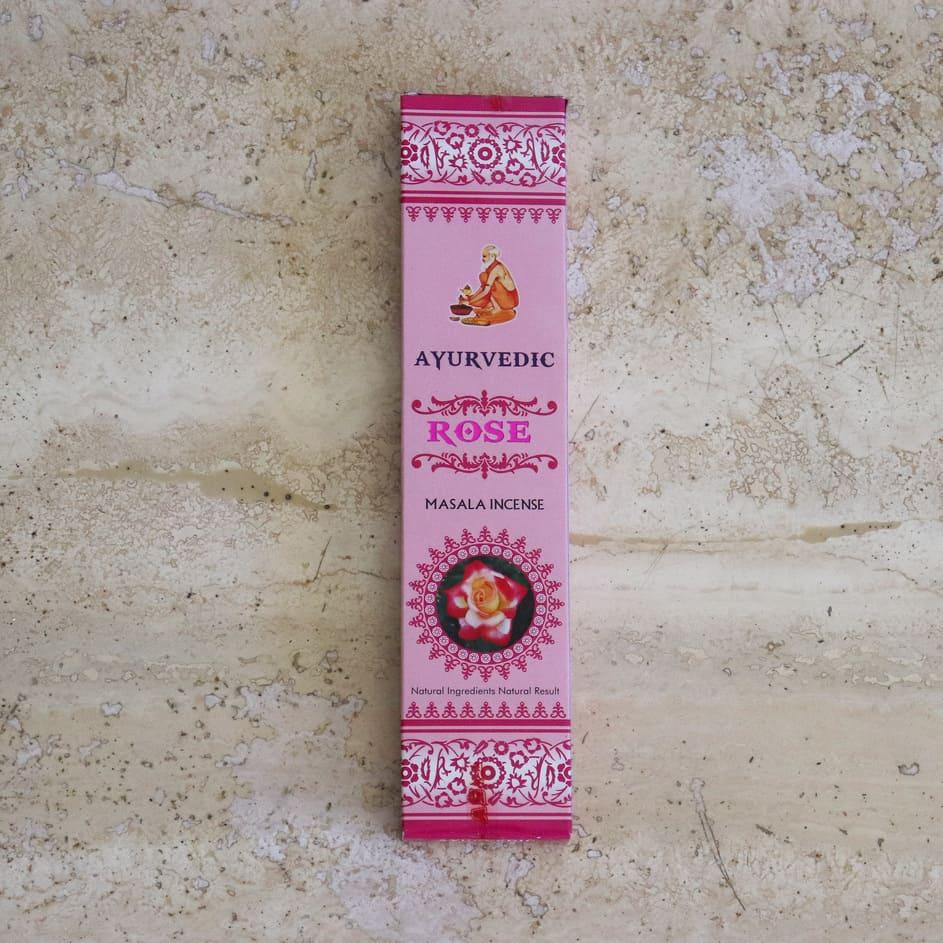 AYURVEDIC
ROSE
MASALA INCENSE
Natural Ingredients Natural Result